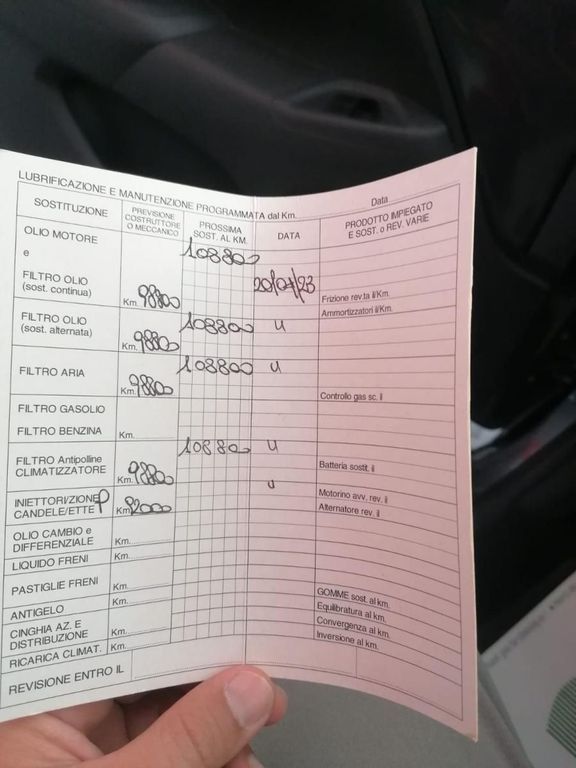 LUBRIFICAZIONE E MANUTENZIONE PROGRAMMATA dal Km. Data
SOSTITUZIONE PREVISIONE COSTRUTTORE O MECCANICO PROSSIMA SOST. AL KM. DATA PRODOTTO IMPIEGATO E SOST. o REV. VARIE
OLIO MOTORE 108800
e
FILTRO OLIO 20/04/23
(sost. continua) Km. 98800 Frizione rev.ta il/Km.
FILTRO OLIO 108800 u Ammortizzatori il/Km.
(sost. alternata) Km. 98800
FILTRO ARIA 108800 u
Km. 98800 Controllo gas sc. il
FILTRO GASOLIO
FILTRO BENZINA Km.
FILTRO Antipolline 108800 u Batteria sostit. il
CLIMATIZZATORE Km. 98800
INIETTORI/ZIONE u Motorino avv. rev. il
CANDELE/ETTE Km. Alternatore rev. il
OLIO CAMBIO e
DIFFERENZIALE Km.
LIQUIDO FRENI Km.
PASTIGLIE FRENI Km. GOMME sost. al km.
ANTIGELO Km. Equilibratura al km.
CINGHIA AZ. E Convergenza al km.
DISTRIBUZIONE Km. Inversione al km.
RICARICA CLIMAT. Km.
REVISIONE ENTRO IL